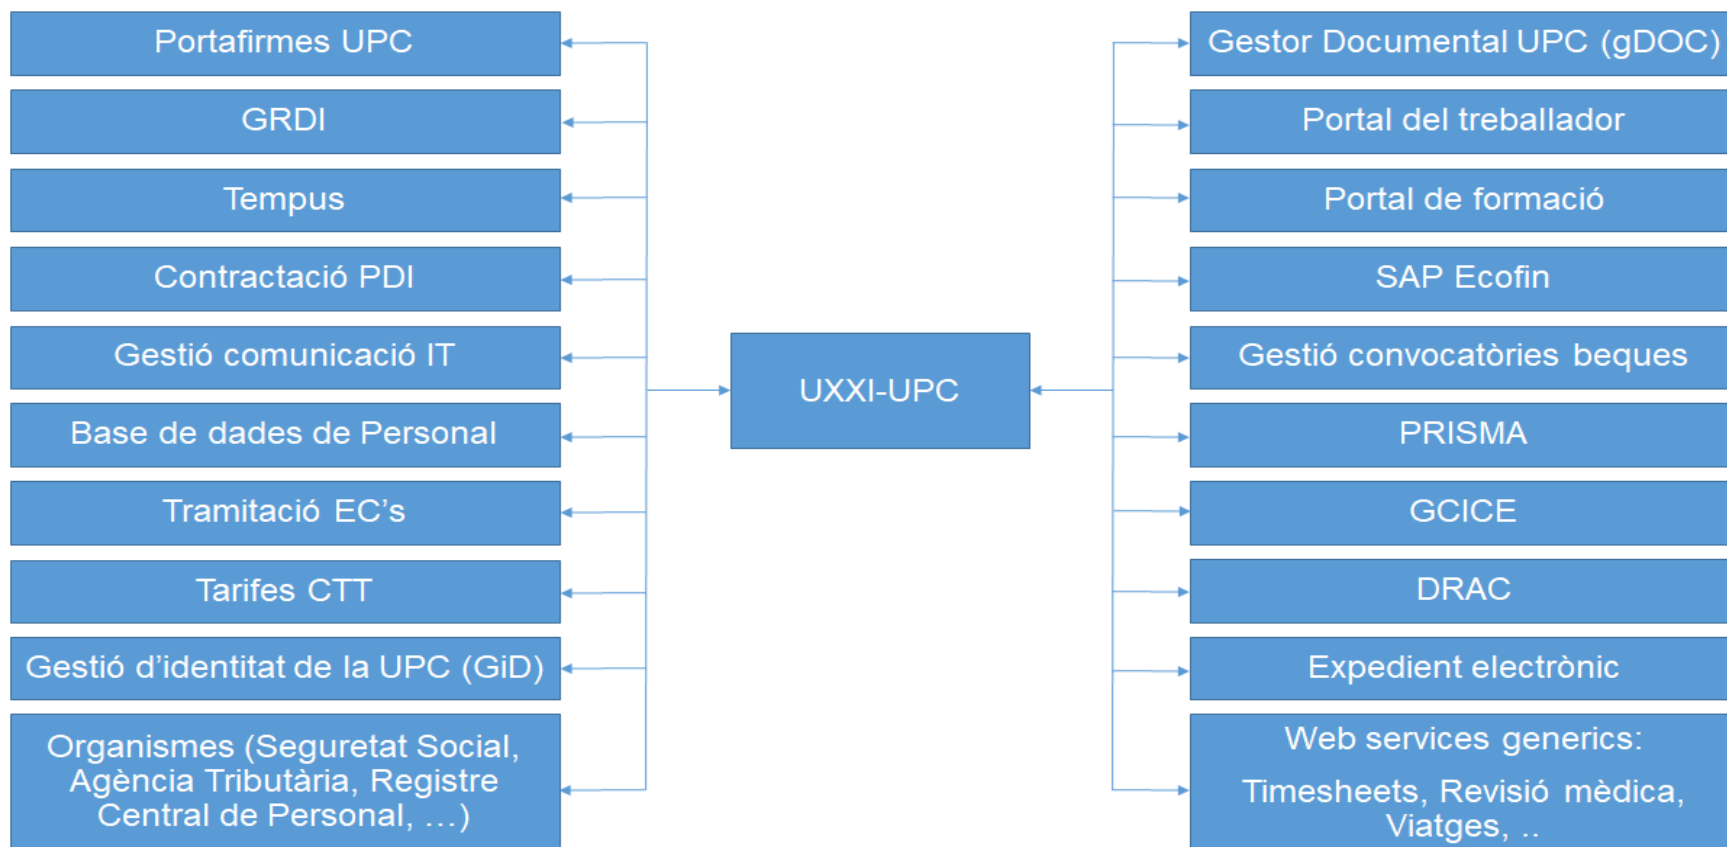 Portafirmes UPC
GRDI
Tempus
Contractació PDI
Gestió comunicació IT
Base de dades de Personal
Tramitació EC’s
Tarifes CTT
Gestió d’identitat de la UPC (GiD)
Organismes (Seguretat Social,
Agència Tributària, Registre
Central de Personal, …)
UXXI-UPC
Gestor Documental UPC (gDOC)
Portal del treballador
Portal de formació
SAP Ecofin
Gestió convocatòries beques
PRISMA
GCICE
DRAC
Expedient electrònic
Web services generics:
Timesheets, Revisió mèdica,
Viatges, ..